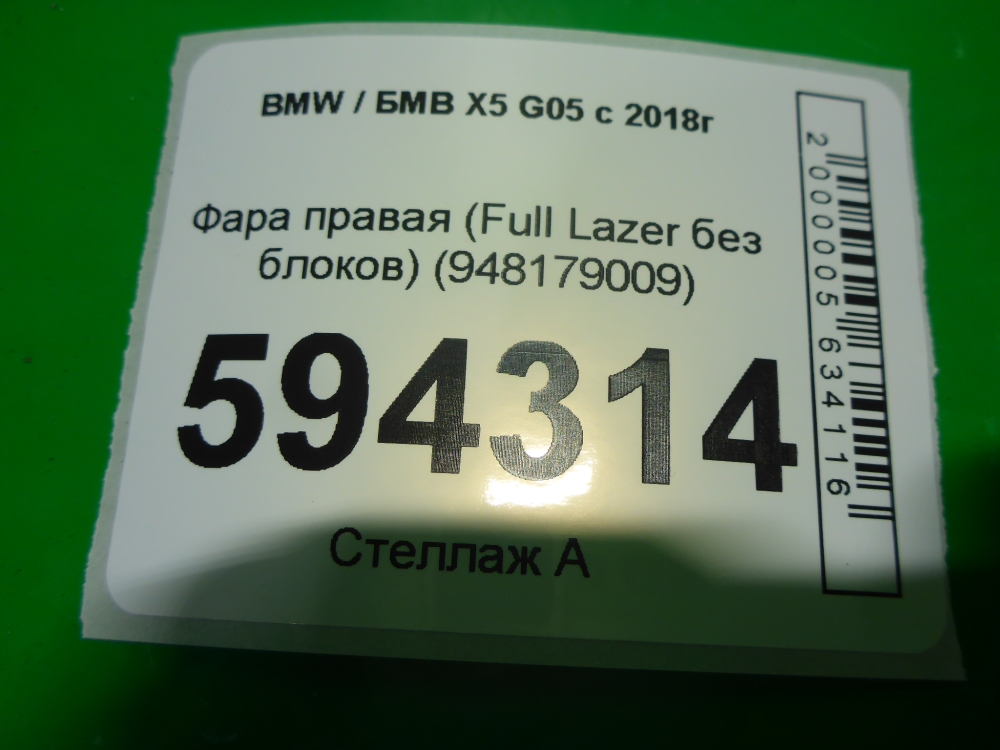 BMW / БМВ X5 G05 с 2018г
Фара правая (Full Lazer без
блоков) (948179009)
594314
Стеллаж А
2000005634116